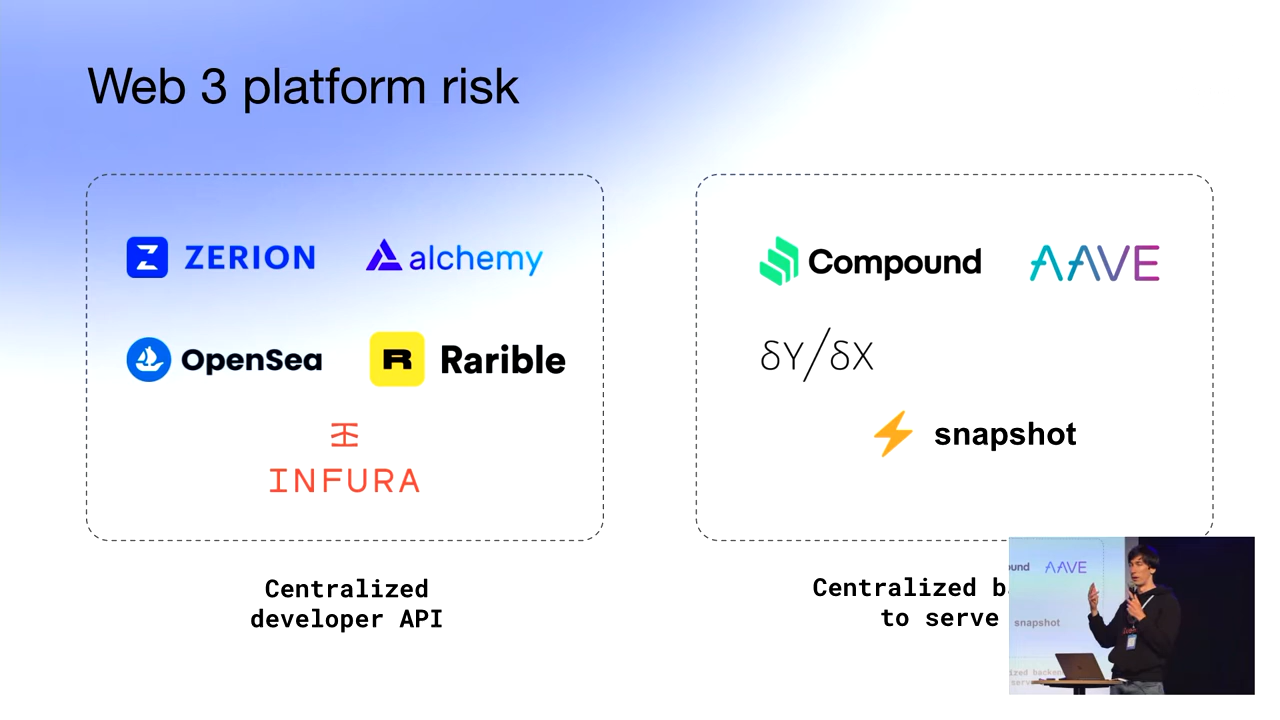 Web 3 platform risk
ZERION
alchemy
OpenSea
R
Rarible
INFURA
Centralized
developer API
Compound
AAVE
δY/δX
snapshot
Centralized
to serve
AAVE
snapshot